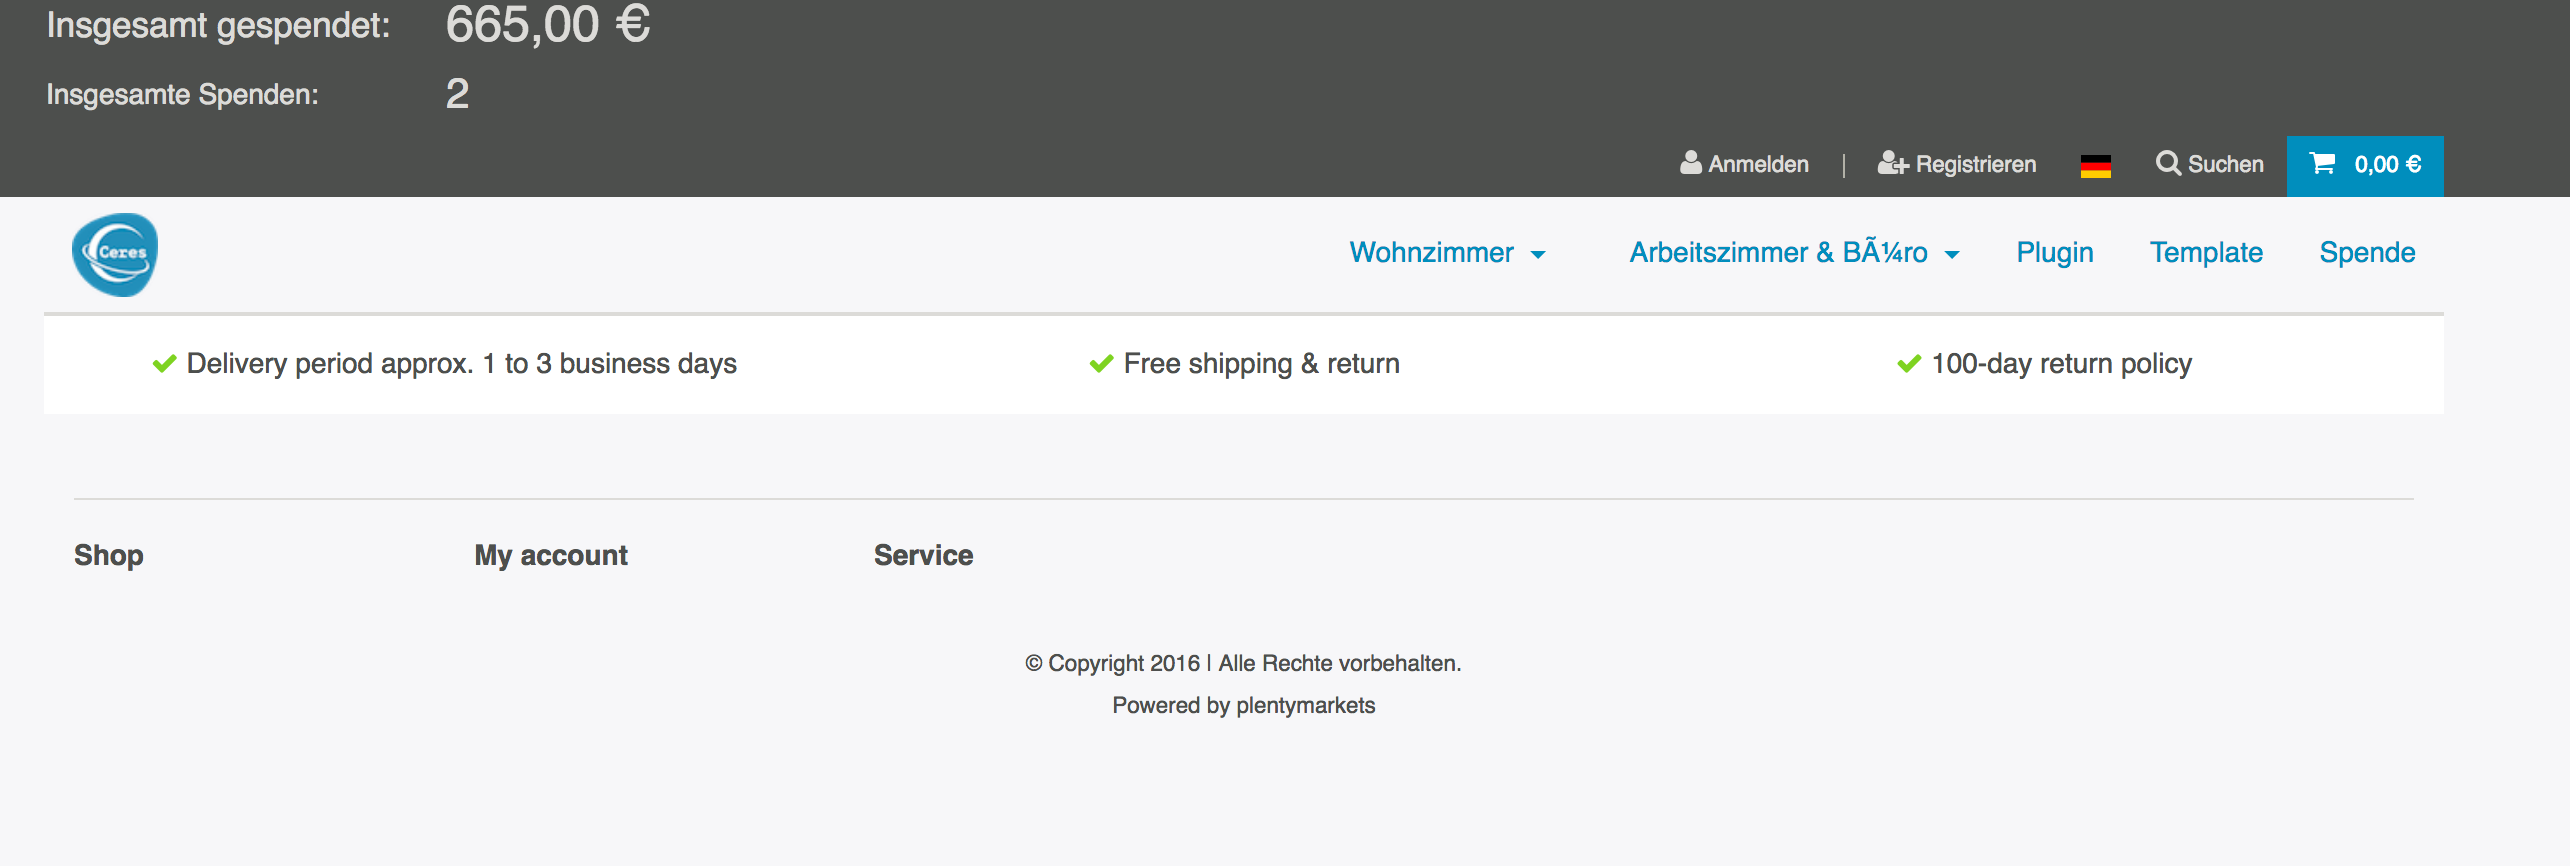 Insgesamt gespendet: 665,00 €
Insgesamte Spenden: 2
Anmelden | Registrieren Suchen 0,00 €
Ceres Wohnzimmer Arbeitszimmer & BÃ¼ro Plugin Template Spende
Delivery period approx. 1 to 3 business days Free shipping & return 100-day return policy
Shop My account Service
© Copyright 2016 | Alle Rechte vorbehalten.
Powered by plentymarkets